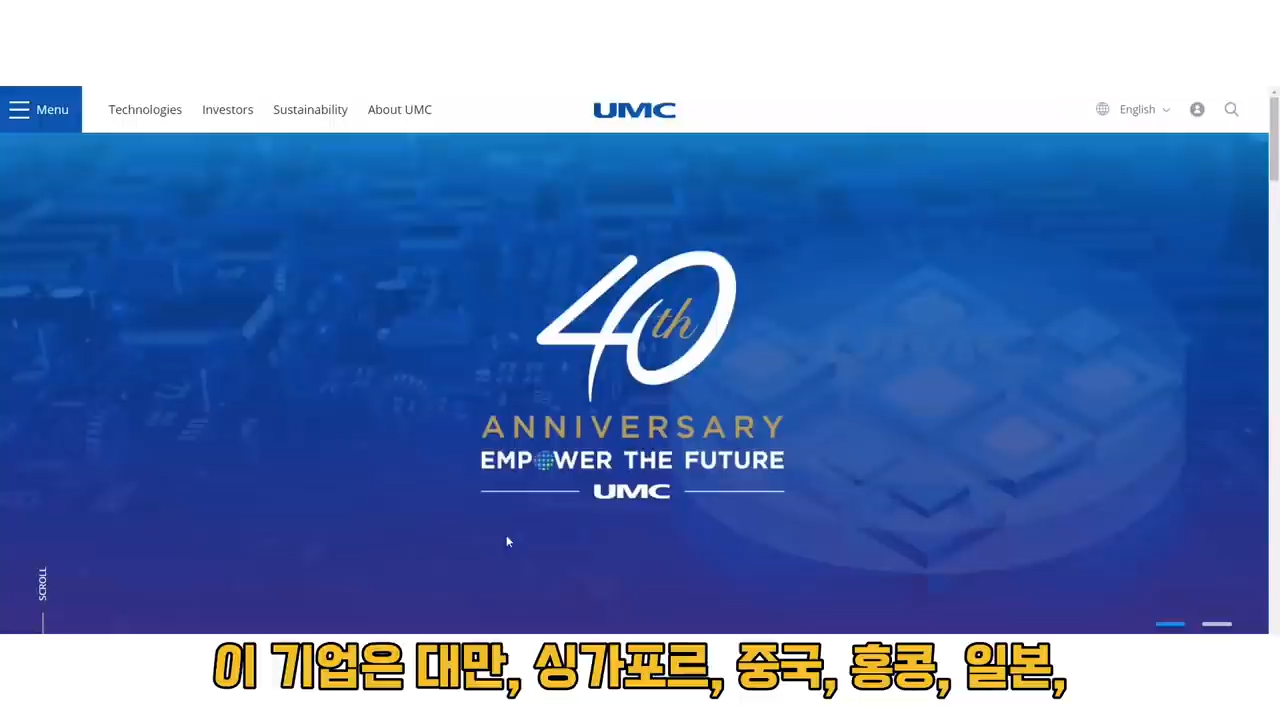 Menu Technologies Investors Sustainability About UMC UMC English
40th
ANNIVERSARY
EMPOWER THE FUTURE
UMC
SCROLL
이 기업은 대만, 싱가포르, 중국, 홍콩, 일본,